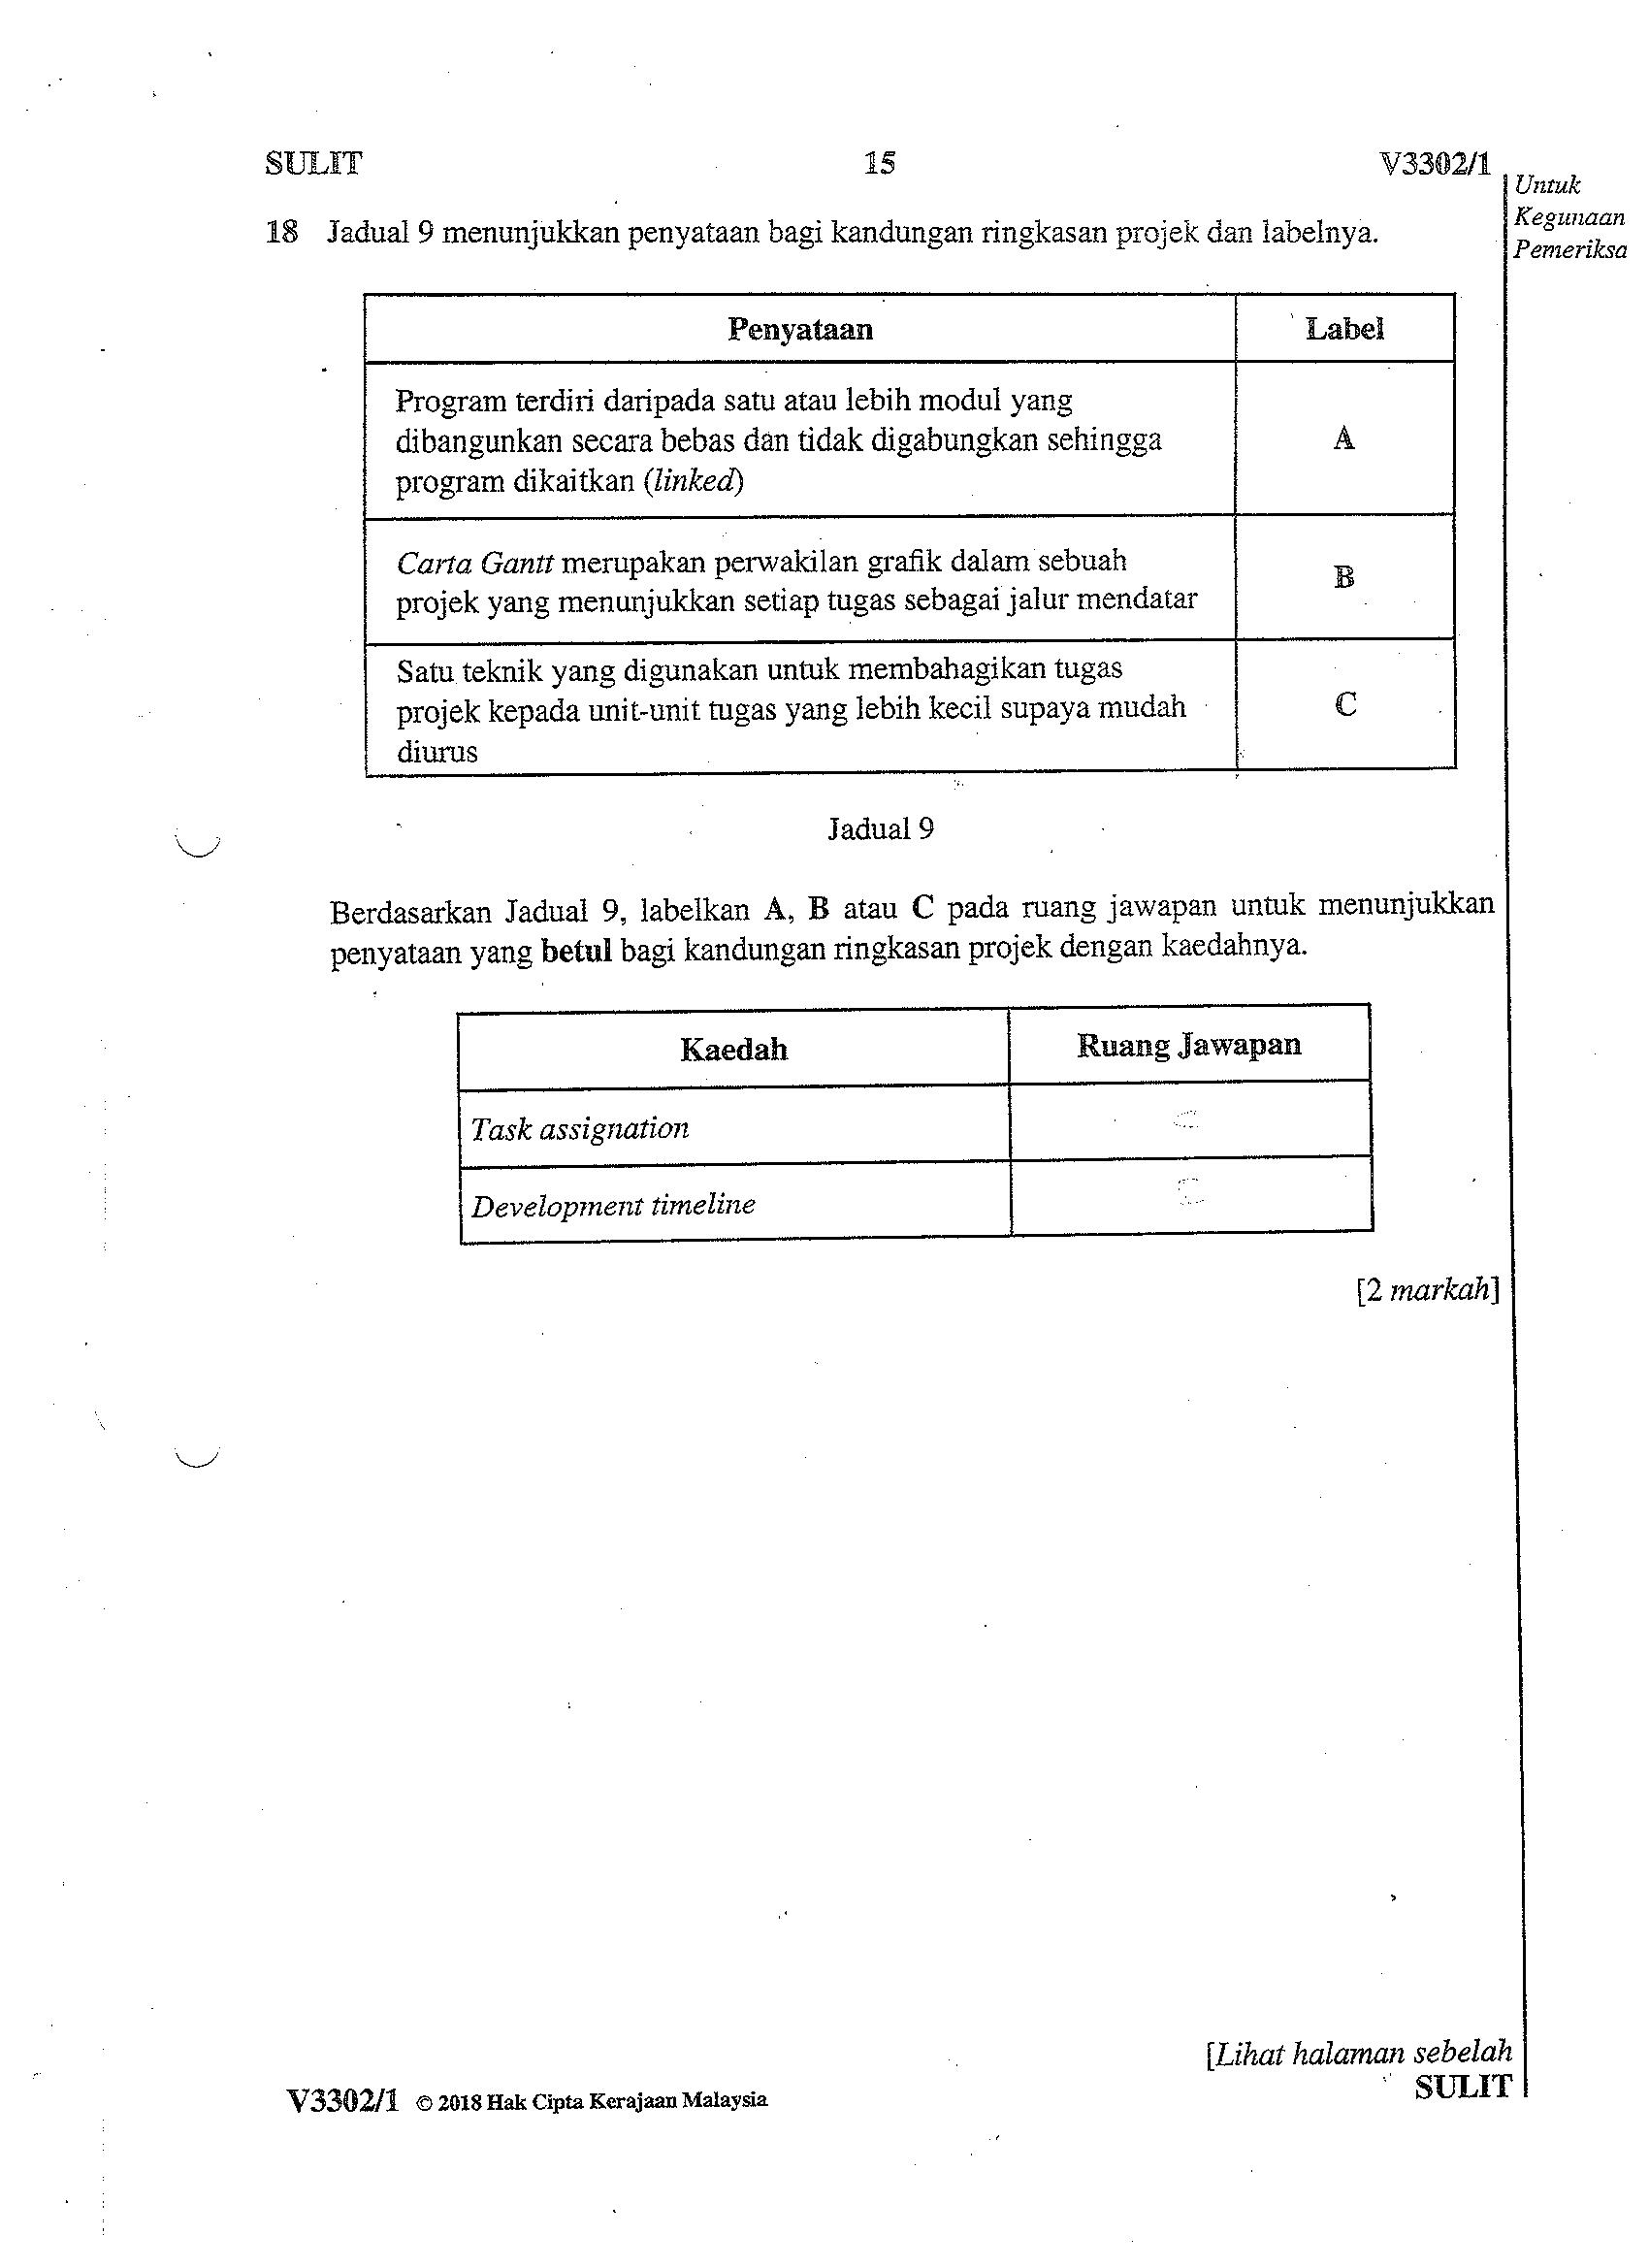 SULIT 15 V3302/1
Untuk
Kegunaan
Pemeriksa
18 Jadual 9 menunjukkan penyataan bagi kandungan ringkasan projek dan labelnya.
Penyataan Label
Program terdiri daripada satu atau lebih modul yang
dibangunkan secara bebas dan tidak digabungkan sehingga
program dikaitkan (linked)
A
Carta Gantt merupakan perwakilan grafik dalam sebuah
projek yang menunjukkan setiap tugas sebagai jalur mendatar
B
Satu teknik yang digunakan untuk membahagikan tugas
projek kepada unit-unit tugas yang lebih kecil supaya mudah
diurus
C
Jadual 9
Berdasarkan Jadual 9, labelkan A, B atau C pada ruang jawapan untuk menunjukkan
penyataan yang betul bagi kandungan ringkasan projek dengan kaedahnya.
Kaedah Ruang Jawapan
Task assignation
Development timeline
[2 markah]
[Lihat halaman sebelah
SULIT
V3302/1 © 2018 Hak Cipta Kerajaan Malaysia